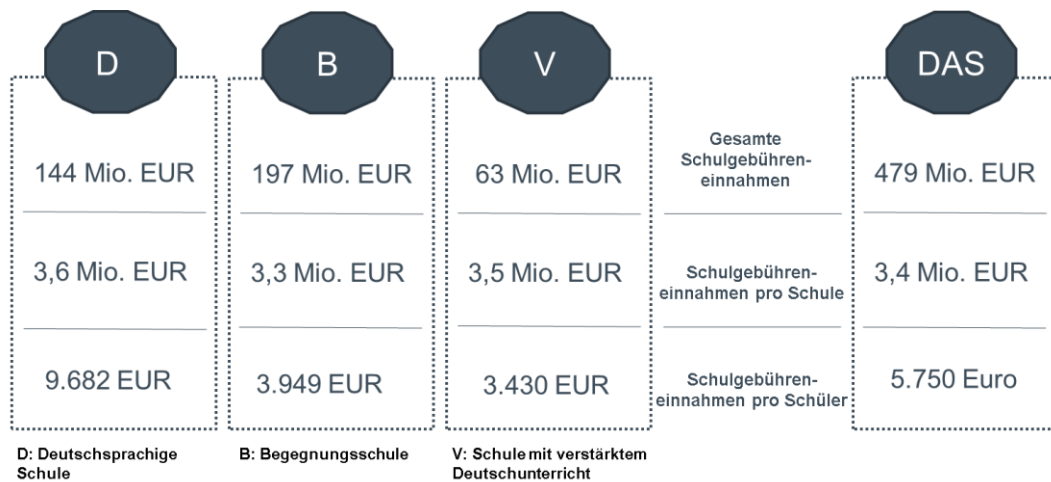 D
B
V
DAS
144 Mio. EUR
197 Mio. EUR
63 Mio. EUR
Gesamte
Schulgebühren-
einnahmen
479 Mio. EUR
3,6 Mio. EUR
3,3 Mio. EUR
3,5 Mio. EUR
Schulgebühren-
einnahmen pro Schule
3,4 Mio. EUR
9.682 EUR
3.949 EUR
3.430 EUR
Schulgebühren-
einnahmen pro Schüler
5.750 Euro
D: Deutschsprachige
Schule
B: Begegnungsschule
V: Schule mit verstärktem
Deutschunterricht